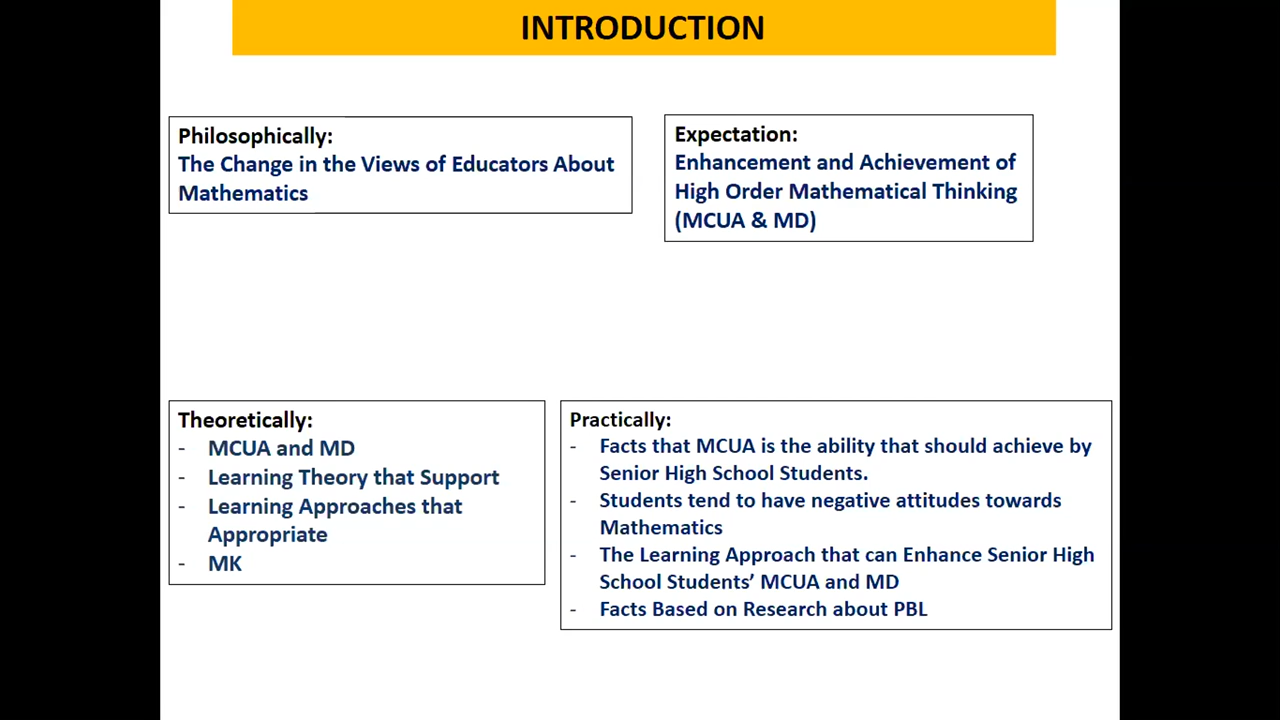 INTRODUCTION
Philosophically:
The Change in the Views of Educators About
Mathematics
Expectation:
Enhancement and Achievement of
High Order Mathematical Thinking
(MCUA & MD)
Theoretically:
- MCUA and MD
- Learning Theory that Support
- Learning Approaches that
Appropriate
- MK
Practically:
- Facts that MCUA is the ability that should achieve by
Senior High School Students.
- Students tend to have negative attitudes towards
Mathematics
- The Learning Approach that can Enhance Senior High
School Students’ MCUA and MD
- Facts Based on Research about PBL